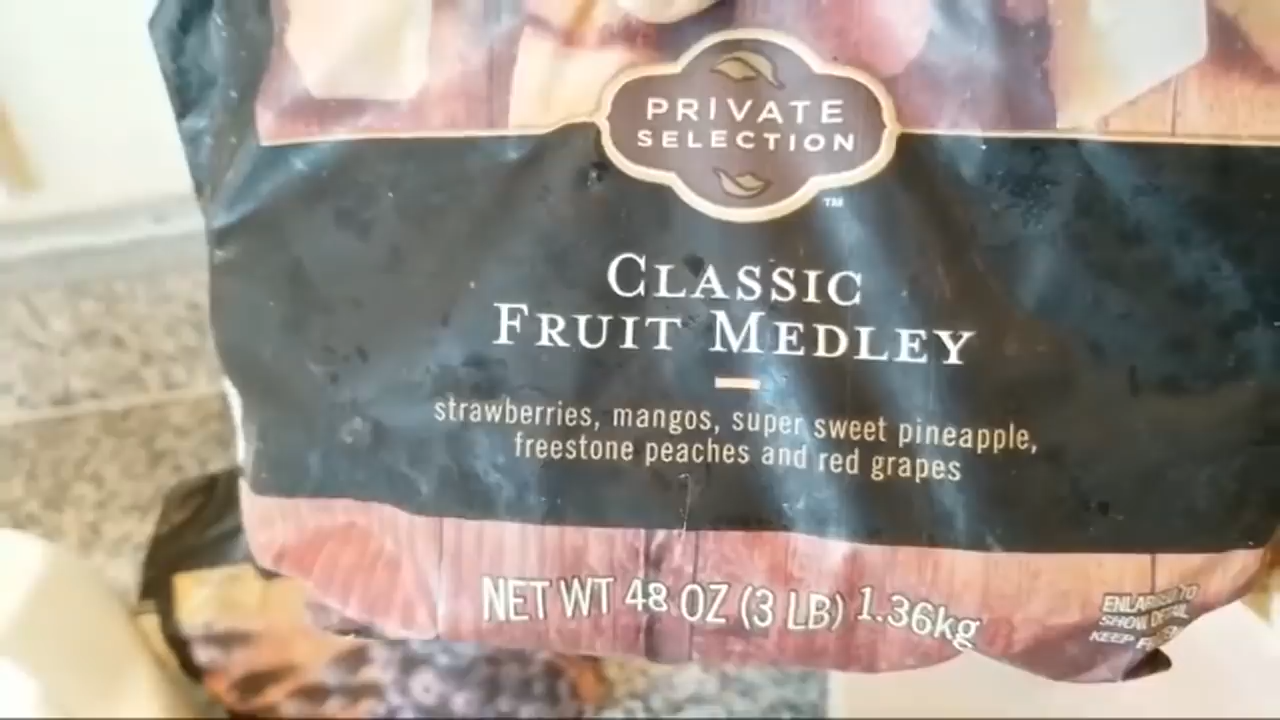 PRIVATE
SELECTION
TM
CLASSIC
FRUIT MEDLEY
strawberries, mangos, super sweet pineapple,
freestone peaches and red grapes
NET WT 48 OZ (3 LB) 1.36kg
ENLARGED TO
SHOW DETAIL
KEEP FROZEN